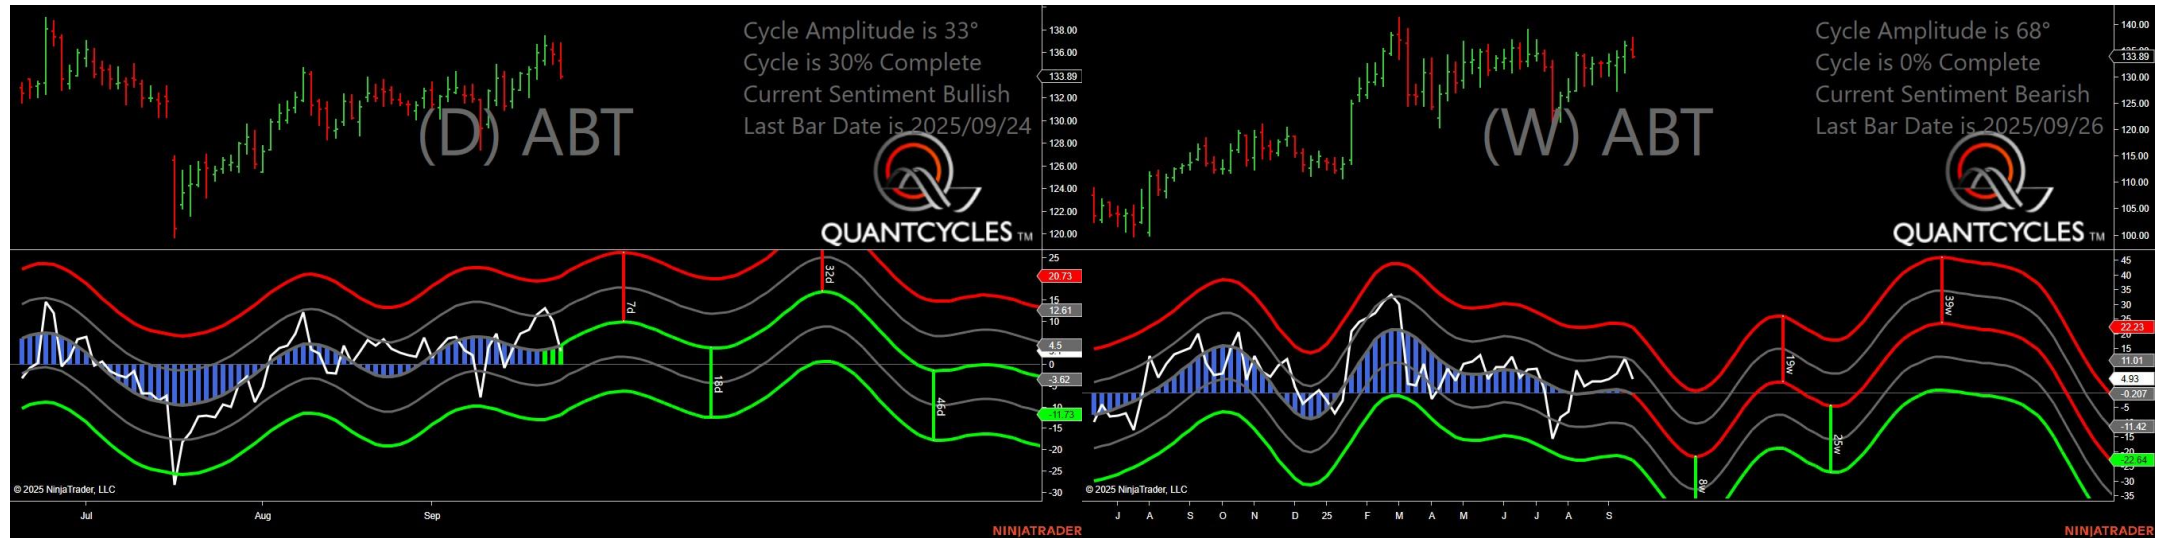 Cycle Amplitude is 33°
Cycle is 30% Complete
Current Sentiment Bullish
Last Bar Date is 2025/09/24
(D) ABT
QUANTCYCLES TM
138.00
136.00
133.89
132.00
130.00
128.00
126.00
124.00
122.00
120.00
25
20.73
15
12.61
10
4.5
0
-3.62
-11.73
-15
-20
-25
-30
7d
18d
32d
46d
© 2025 NinjaTrader, LLC
Jul
Aug
Sep
NINJATRADER
Cycle Amplitude is 68°
Cycle is 0% Complete
Current Sentiment Bearish
Last Bar Date is 2025/09/26
(W) ABT
QUANTCYCLES TM
140.00
133.89
130.00
125.00
120.00
115.00
110.00
105.00
100.00
45
40
35
30
22.23
15
11.01
4.93
-0.207
-5
-11.42
-15
-22.64
-30
-35
8w
19w
25w
39w
© 2025 NinjaTrader, LLC
J A S O N D 25 F M A M J J A S
NINJATRADER